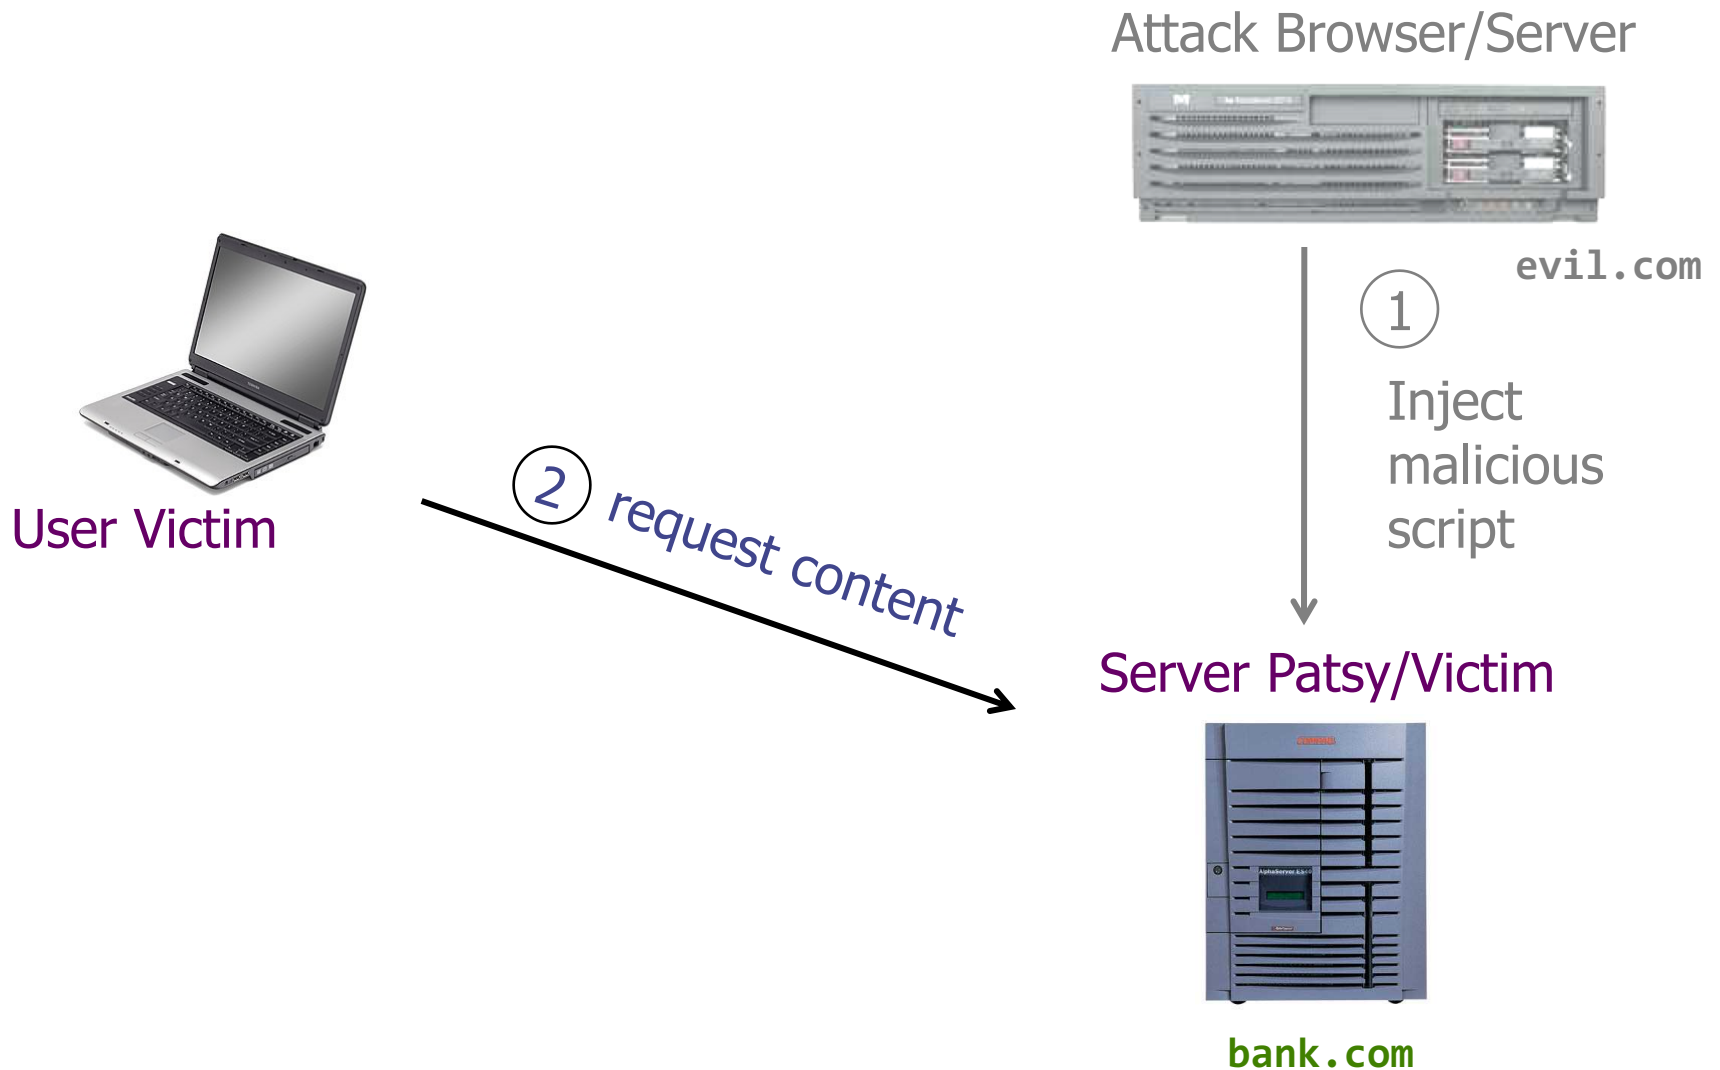 Attack Browser/Server
evil.com
1
Inject
malicious
script
User Victim
2 request content
Server Patsy/Victim
bank.com